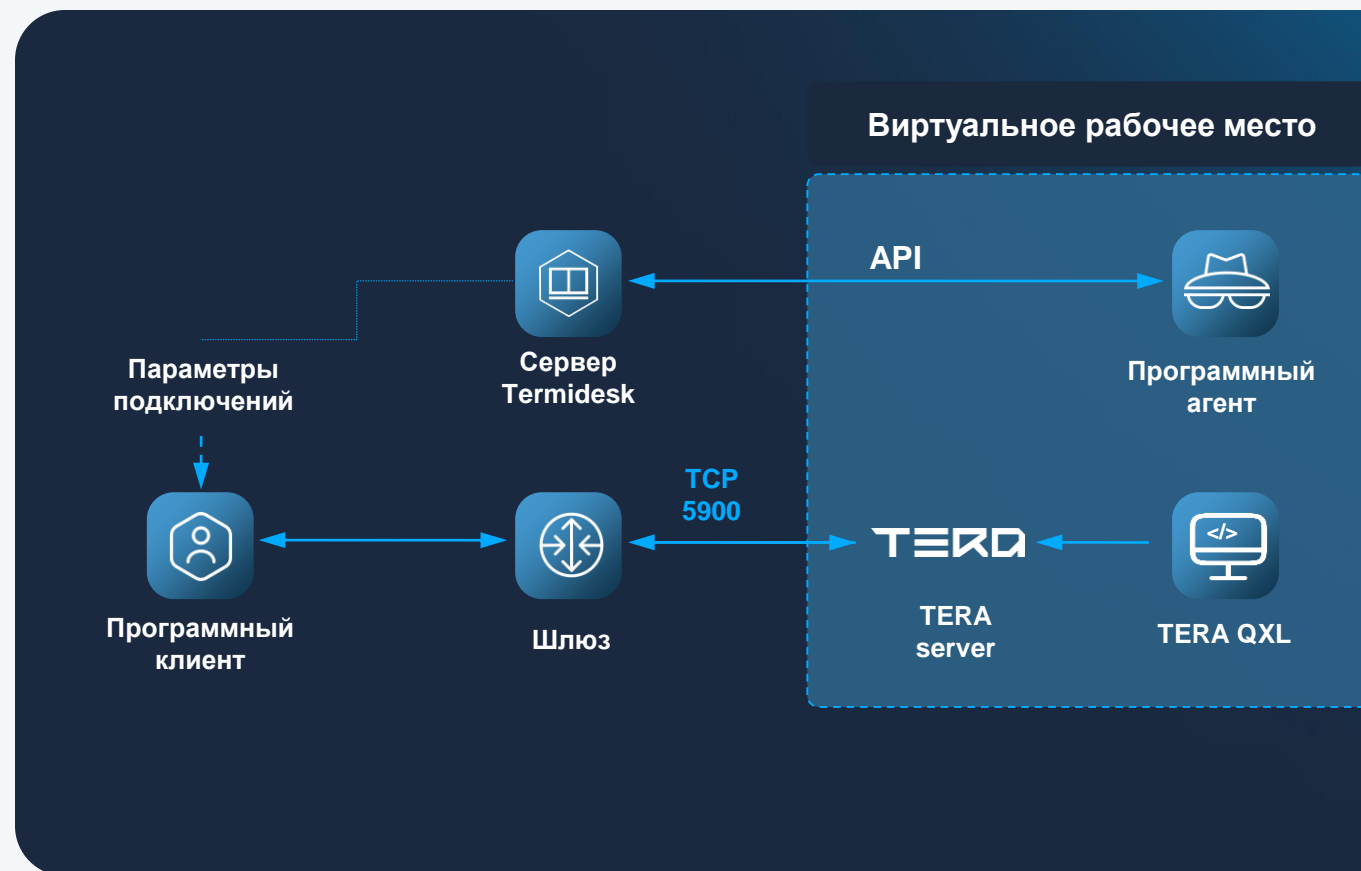 Виртуальное рабочее место
API
Сервер
Termidesk
Программный
агент
Параметры
подключений
TCP
5900
TERA
</>
Программный
клиент
Шлюз
TERA
server
TERA QXL